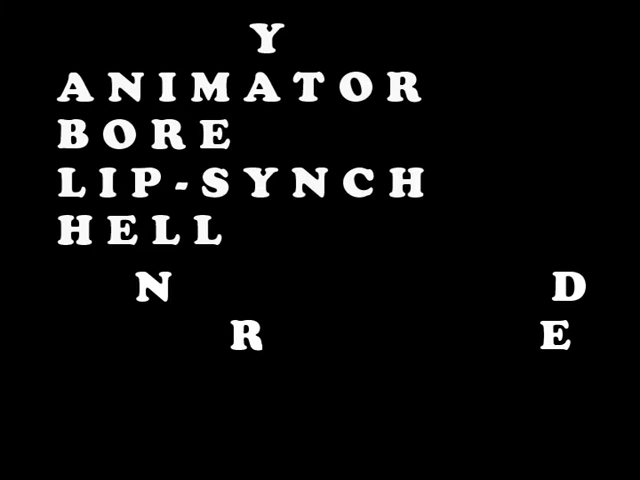 Y
ANIMATOR
BORE
LIP-SYNCH
HELL
N D
R E